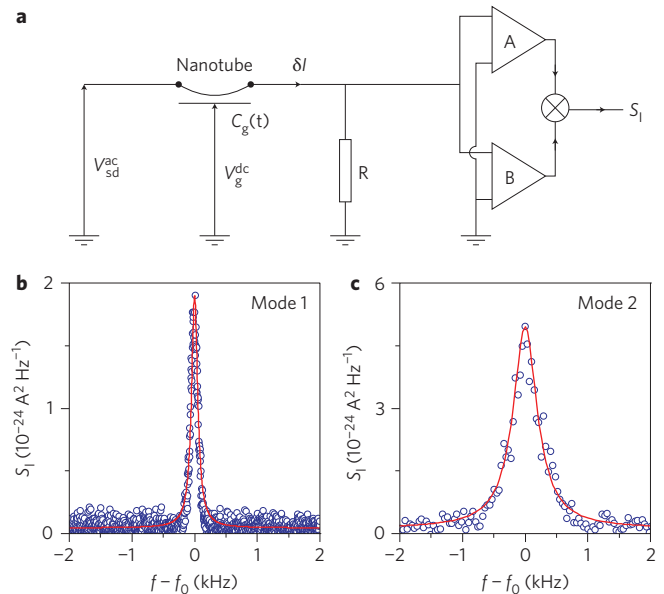 a
Nanotube
δI
A
C_g(t)
S_I
V_sd^ac
V_g^dc
R
B
b
Mode 1
2
1
0
S_I (10^−24 A^2 Hz^−1)
−2 −1 0 1 2
f − f_0 (kHz)
c
Mode 2
6
3
0
S_I (10^−24 A^2 Hz^−1)
−2 −1 0 1 2
f − f_0 (kHz)